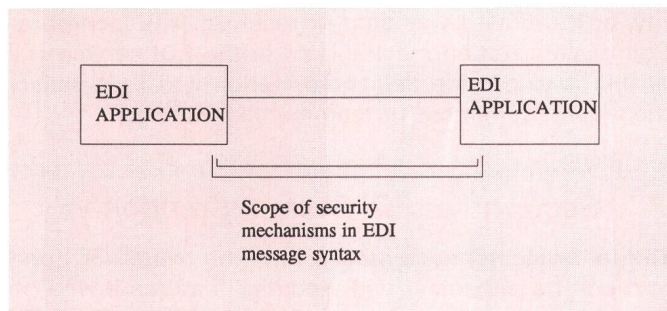 EDI
APPLICATION
EDI
APPLICATION
Scope of security
mechanisms in EDI
message syntax